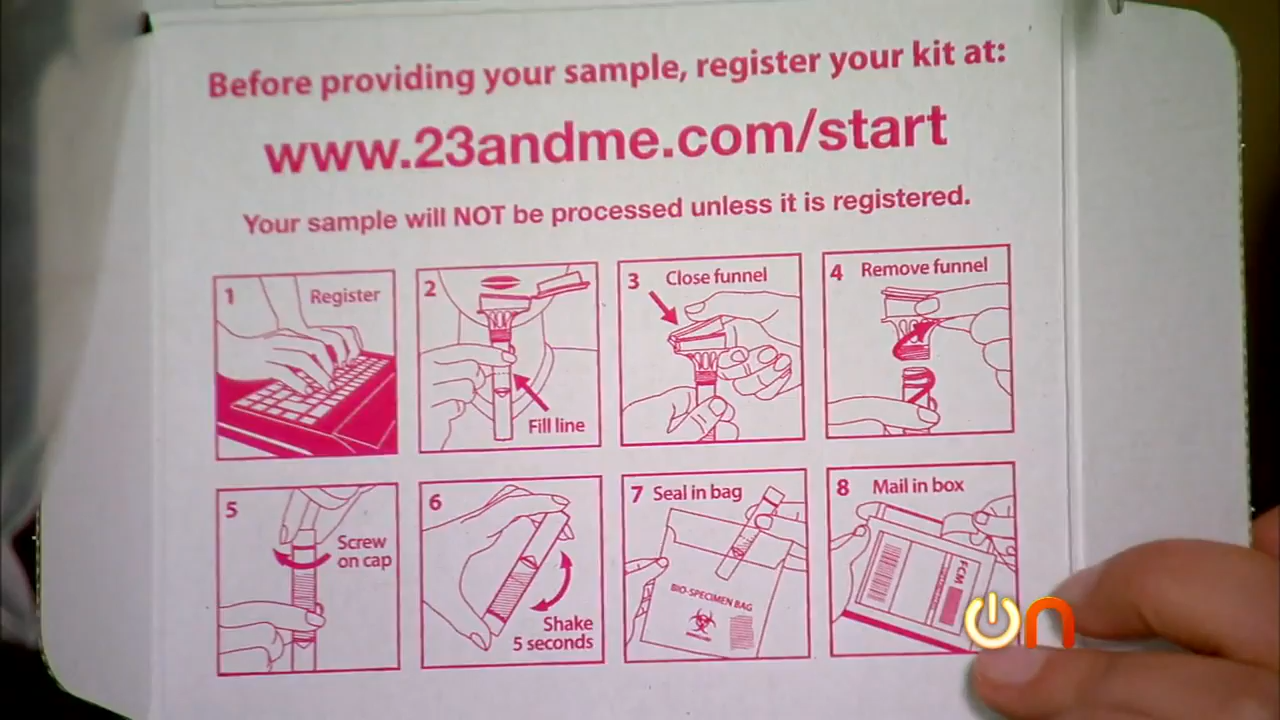 Before providing your sample, register your kit at:
www.23andme.com/start
Your sample will NOT be processed unless it is registered.
1 Register
2
Fill line
3 Close funnel
4 Remove funnel
5
Screw
on cap
6
Shake
5 seconds
7 Seal in bag
BIO-SPECIMEN BAG
8 Mail in box
FCM
on